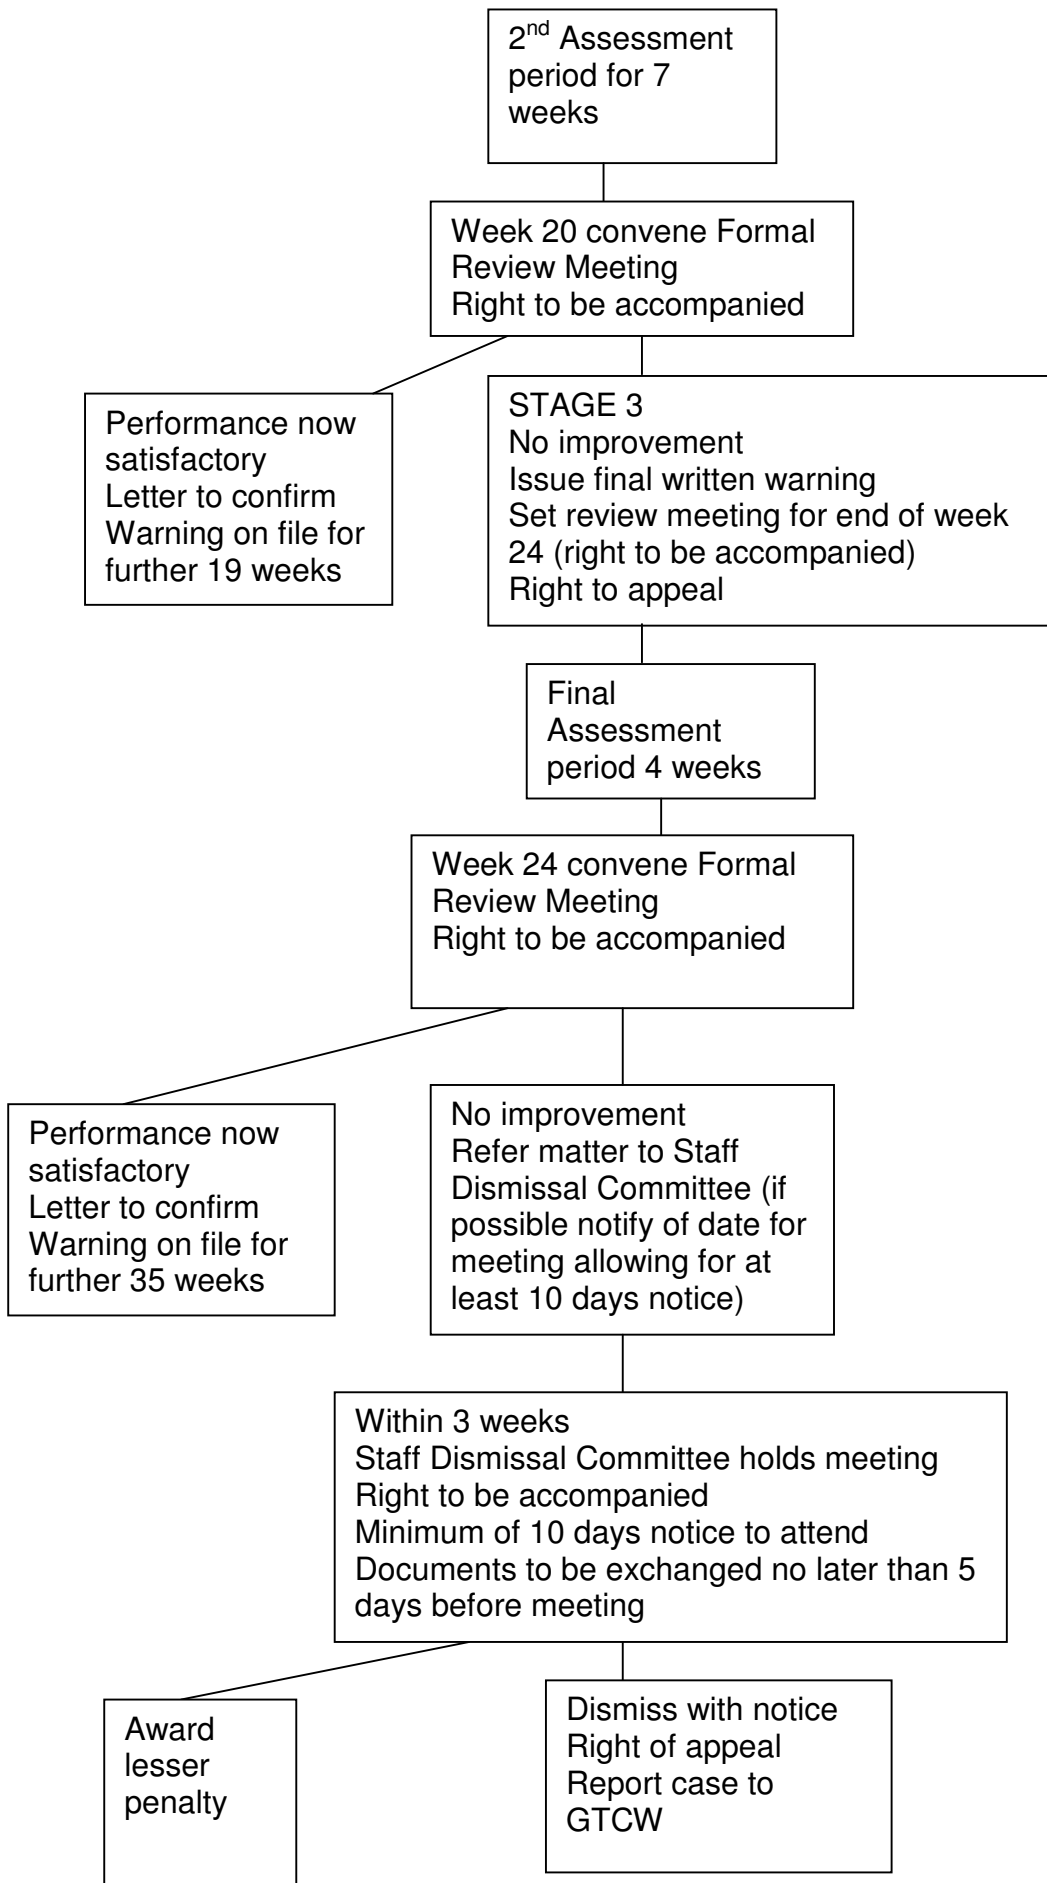 2nd Assessment
period for 7
weeks
Week 20 convene Formal
Review Meeting
Right to be accompanied
Performance now
satisfactory
Letter to confirm
Warning on file for
further 19 weeks
STAGE 3
No improvement
Issue final written warning
Set review meeting for end of week
24 (right to be accompanied)
Right to appeal
Final
Assessment
period 4 weeks
Week 24 convene Formal
Review Meeting
Right to be accompanied
Performance now
satisfactory
Letter to confirm
Warning on file for
further 35 weeks
No improvement
Refer matter to Staff
Dismissal Committee (if
possible notify of date for
meeting allowing for at
least 10 days notice)
Within 3 weeks
Staff Dismissal Committee holds meeting
Right to be accompanied
Minimum of 10 days notice to attend
Documents to be exchanged no later than 5
days before meeting
Award
lesser
penalty
Dismiss with notice
Right of appeal
Report case to
GTCW